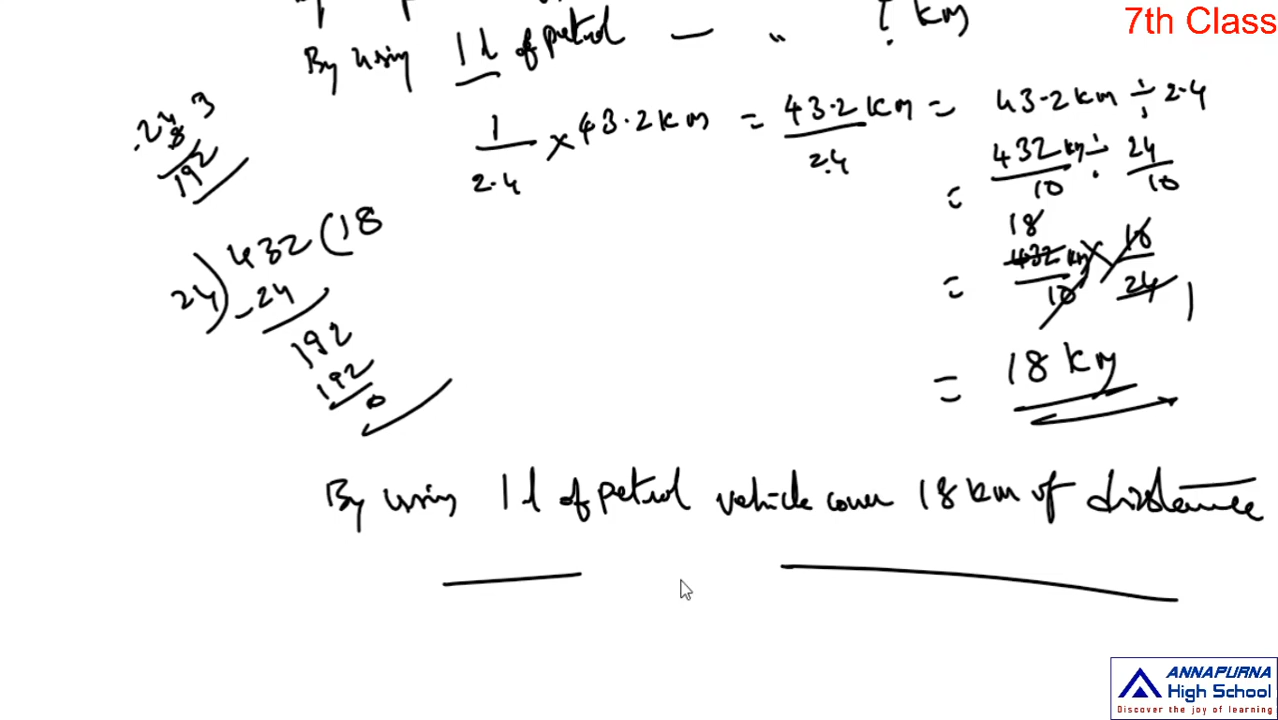 7th Class
By using 1 l of petrol — " ? km
1/2.4 × 43.2 km = 43.2 km/2.4 = 43.2 km ÷ 2.4
= 432/10 km ÷ 24/10
= 18 432/10 km × 10/24 1
= 18 km
24 3
192
24) 432 (18
- 24
192
192
0
By using 1 l of petrol vehicle cover 18 km of distance
ANNAPURNA
High School
Discover the joy of learning